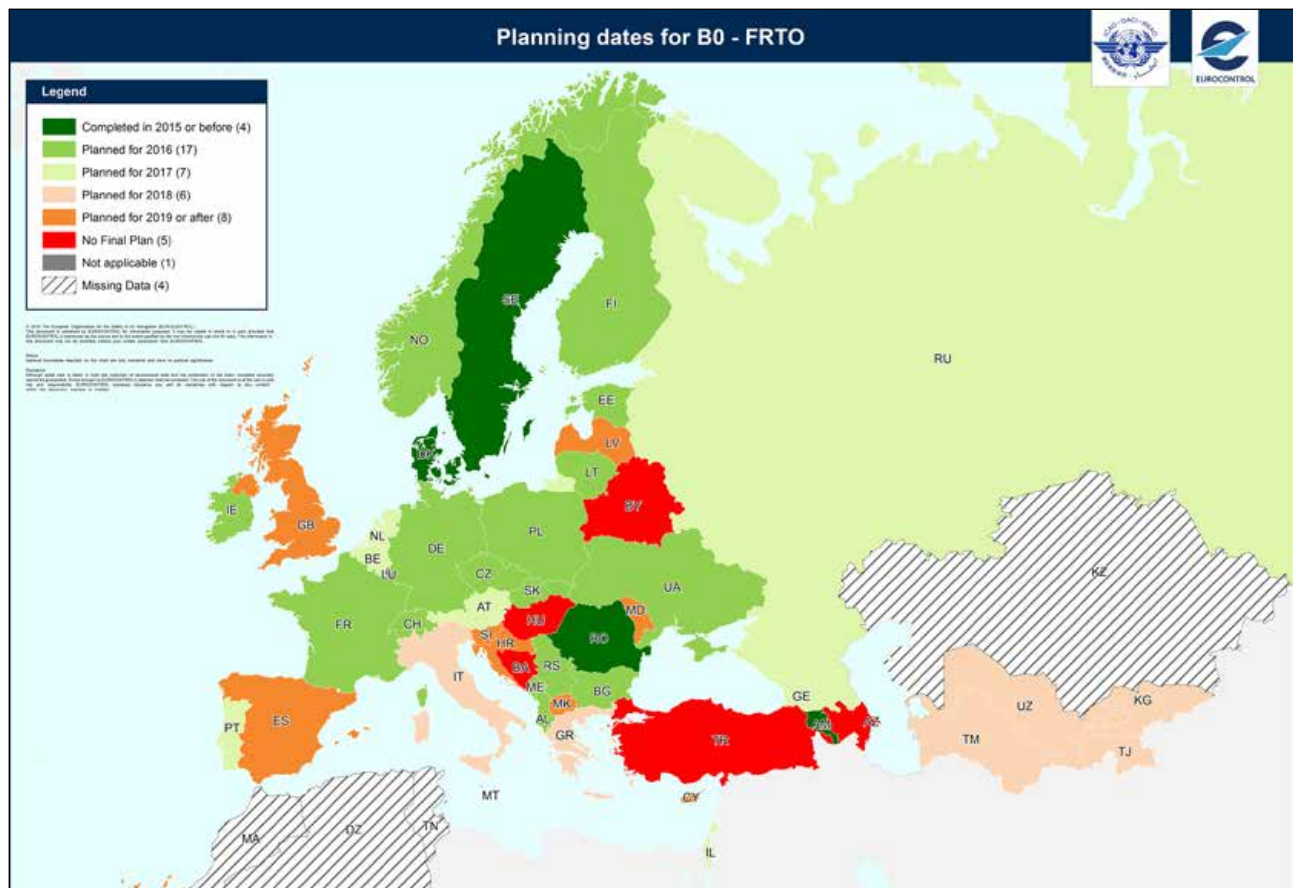 Planning dates for B0 - FRTO
EUROCONTROL
Legend
Completed in 2015 or before (4)
Planned for 2016 (17)
Planned for 2017 (7)
Planned for 2018 (6)
Planned for 2019 or after (8)
No Final Plan (5)
Not applicable (1)
Missing Data (4)
SE
FI
NO
RU
EE
LV
DK
LT
IE
BY
GB
NL
PL
DE
BE
LU
CZ
UA
KZ
SK
AT
FR
CH
HU
MD
SI
RO
HR
BA
RS
IT
ME
BG
GE
MK
KG
ES
PT
AL
AM
AZ
UZ
GR
TR
TM
TJ
MT
CY
MA
DZ
TN
IL